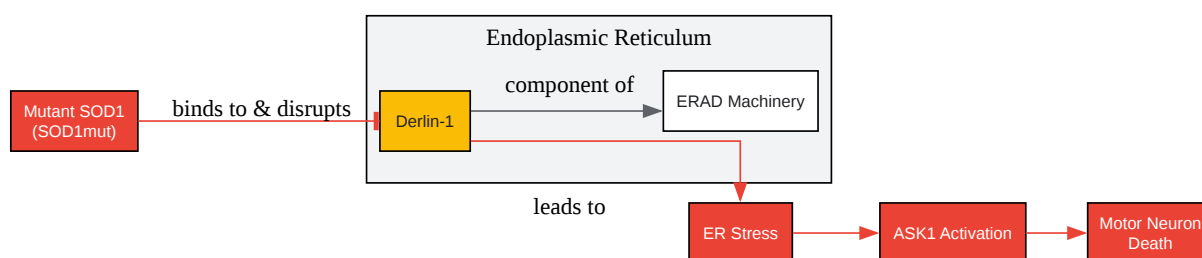 Endoplasmic Reticulum
component of
ERAD Machinery
Mutant SOD1
(SOD1mut)
binds to & disrupts
Derlin-1
leads to
ER Stress
ASK1 Activation
Motor Neuron
Death